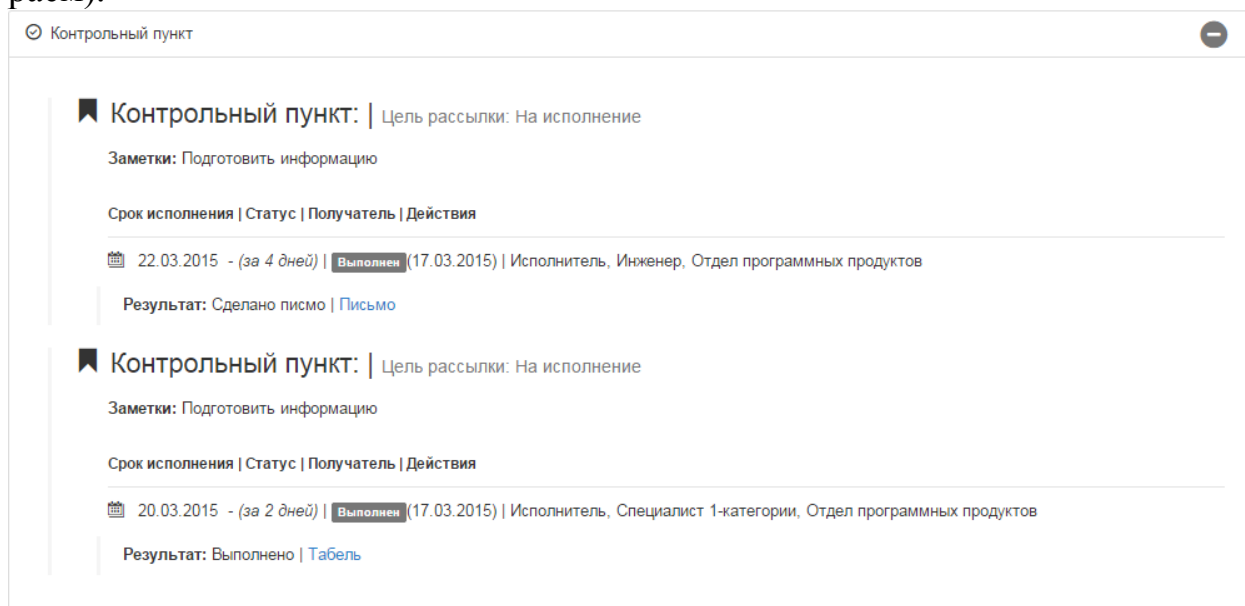 раем).
Контрольный пункт
Контрольный пункт: | Цель рассылки: На исполнение
Заметки: Подготовить информацию
Срок исполнения | Статус | Получатель | Действия
22.03.2015 - (за 4 дней) | Выполнен (17.03.2015) | Исполнитель, Инженер, Отдел программных продуктов
Результат: Сделано писмо | Письмо
Контрольный пункт: | Цель рассылки: На исполнение
Заметки: Подготовить информацию
Срок исполнения | Статус | Получатель | Действия
20.03.2015 - (за 2 дней) | Выполнен (17.03.2015) | Исполнитель, Специалист 1-категории, Отдел программных продуктов
Результат: Выполнено | Табель